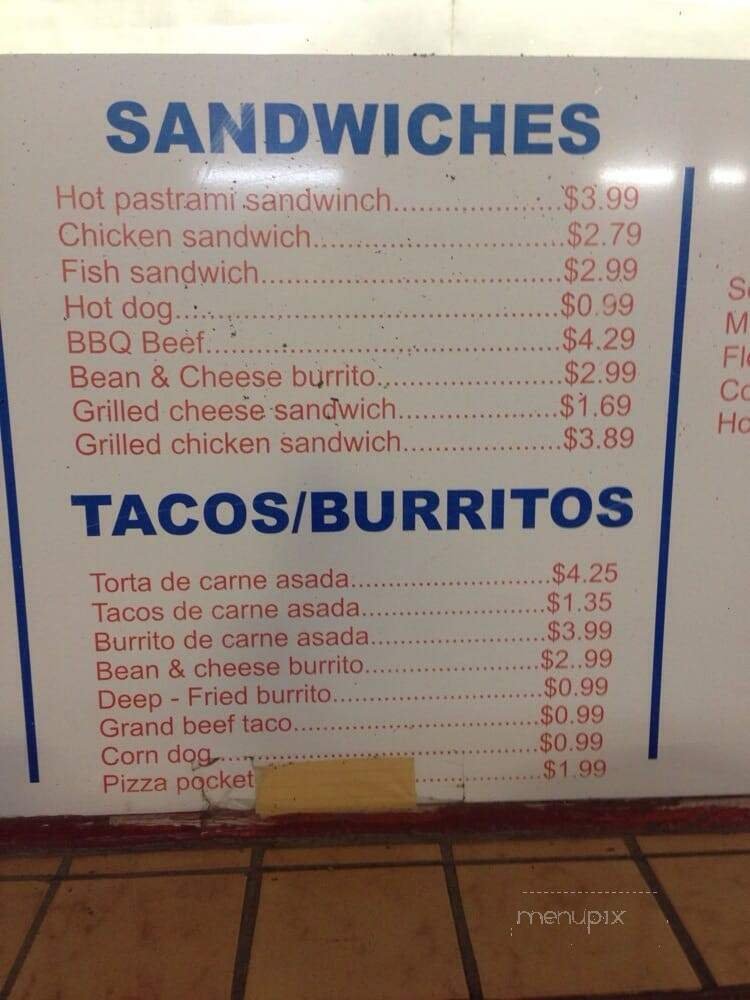 SANDWICHES
Hot pastrami sandwinch..................$3.99
Chicken sandwich..........................$2.79
Fish sandwich................................$2.99
Hot dog..........................................$0.99
BBQ Beef.......................................$4.29
Bean & Cheese burrito....................$2.99
Grilled cheese sandwich.................$1.69
Grilled chicken sandwich.................$3.89
TACOS/BURRITOS
Torta de carne asada..........................$4.25
Tacos de carne asada........................$1.35
Burrito de carne asada.......................$3.99
Bean & cheese burrito.......................$2..99
Deep - Fried burrito............................$0.99
Grand beef taco.................................$0.99
Corn dog............................................$0.99
Pizza pocket ..................$1.99
menupix